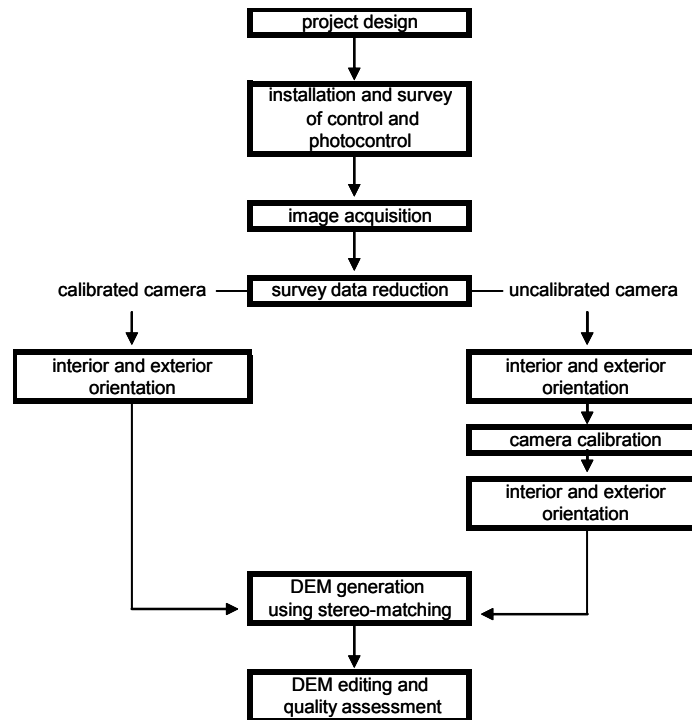 project design
installation and survey
of control and
photocontrol
image acquisition
calibrated camera
survey data reduction
uncalibrated camera
interior and exterior
orientation
interior and exterior
orientation
camera calibration
interior and exterior
orientation
DEM generation
using stereo-matching
DEM editing and
quality assessment